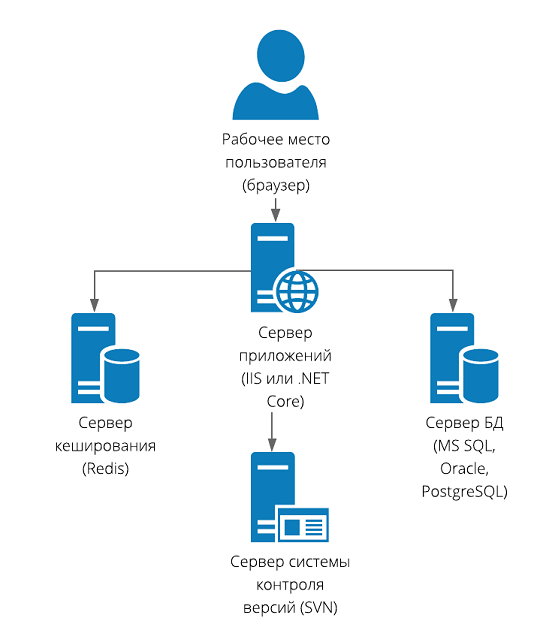 Рабочее место
пользователя
(браузер)
Сервер
приложений
(IIS или .NET
Core)
Сервер
кеширования
(Redis)
Сервер БД
(MS SQL,
Oracle,
PostgreSQL)
Сервер системы
контроля
версий (SVN)